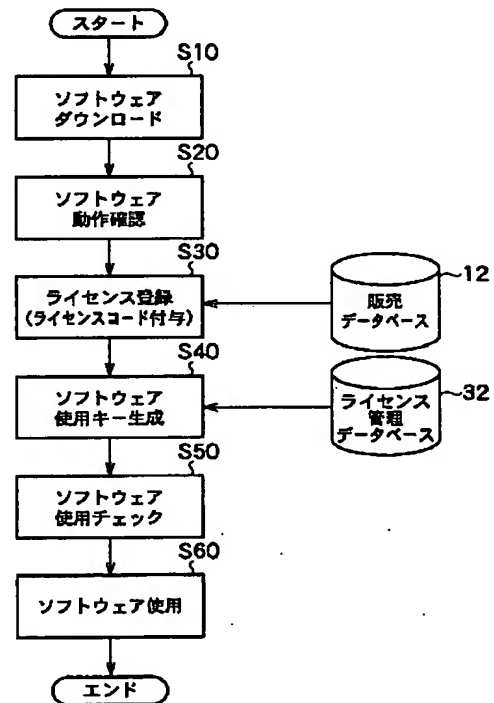 スタート
S10
ソフトウェア
ダウンロード
S20
ソフトウェア
動作確認
S30
ライセンス登録
(ライセンスコード付与)
販売
データベース
12
S40
ソフトウェア
使用キー生成
ライセンス
管理
データベース
32
S50
ソフトウェア
使用チェック
S60
ソフトウェア使用
エンド